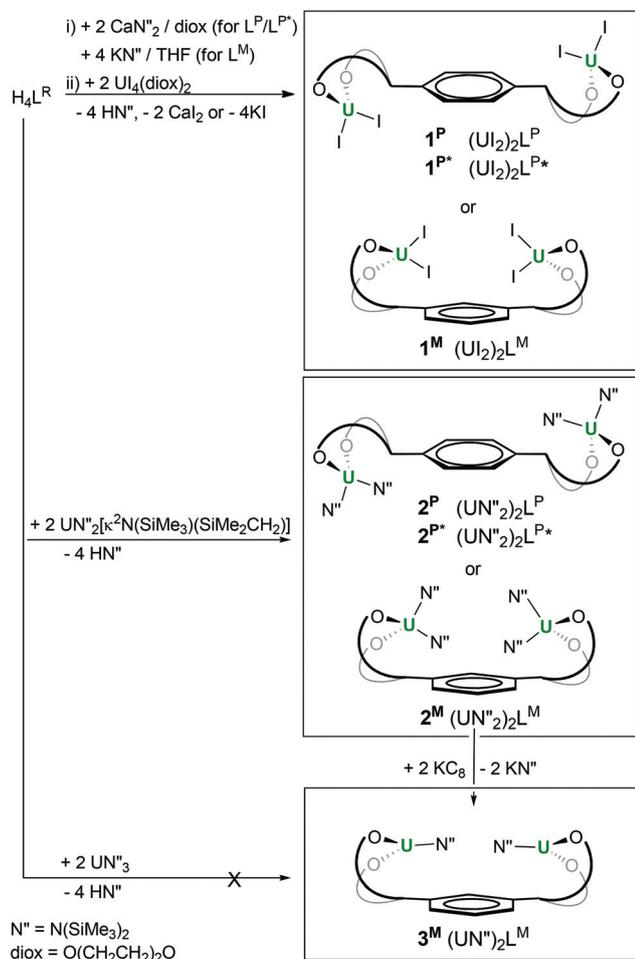 i) + 2 CaN"₂ / diox (for Lᴾ/Lᴾ*)
+ 4 KN" / THF (for Lᴹ)
ii) + 2 UI₄(diox)₂
H₄Lᴿ
- 4 HN", - 2 CaI₂ or - 4KI
O O U I I
I I U O O
1ᴾ (UI₂)₂Lᴾ
1ᴾ* (UI₂)₂Lᴾ*
or
O O U I I
I I U O O
1ᴹ (UI₂)₂Lᴹ
O O U N" N"
N" N" U O O
2ᴾ (UN"₂)₂Lᴾ
2ᴾ* (UN"₂)₂Lᴾ*
+ 2 UN"₂[κ²N(SiMe₃)(SiMe₂CH₂)]
- 4 HN"
or
O O U N" N"
N" N" U O O
2ᴹ (UN"₂)₂Lᴹ
+ 2 KC₈ - 2 KN"
+ 2 UN"₃
- 4 HN"
X
O O U N"
N" U O O
3ᴹ (UN")₂Lᴹ
N" = N(SiMe₃)₂
diox = O(CH₂CH₂)₂O